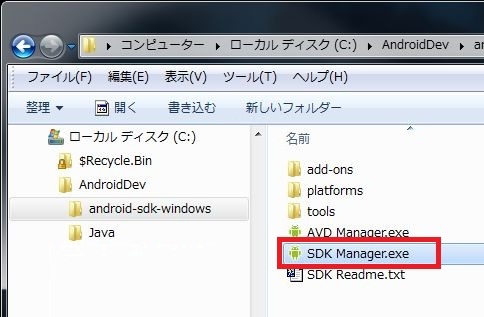 コンピューター ▸ ローカル ディスク (C:) ▸ AndroidDev ▸
ファイル(F) 編集(E) 表示(V) ツール(T) ヘルプ(H)
整理 開く 書き込む 新しいフォルダー
ローカル ディスク (C:)
$Recycle.Bin
AndroidDev
android-sdk-windows
Java
名前
add-ons
platforms
tools
AVD Manager.exe
SDK Manager.exe
SDK Readme.txt